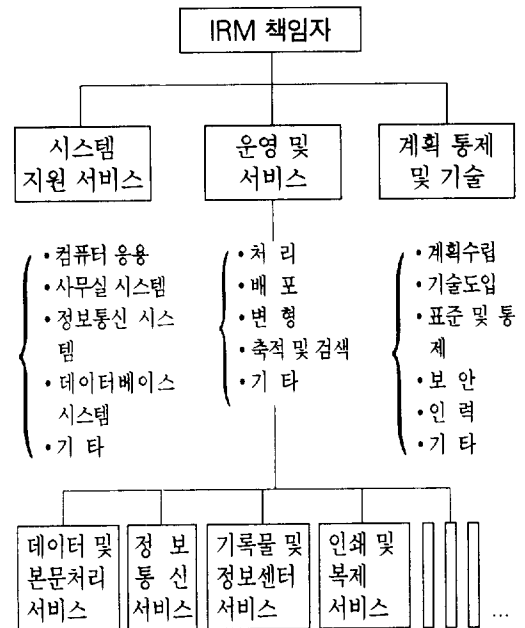 IRM 책임자
시스템
지원 서비스
운영 및
서비스
계획 통제
및 기술
• 컴퓨터 응용
• 사무실 시스템
• 정보통신 시스
템
• 데이터베이스
시스템
• 기 타
• 처 리
• 배 포
• 변 형
• 축적 및 검색
• 기 타
• 계획수립
• 기술도입
• 표준 및 통
제
• 보 안
• 인 력
• 기 타
데이터 및
본문처리
서비스
정 보
통 신
서비스
기록물 및
정보센터
서비스
인쇄 및
복제
서비스
...